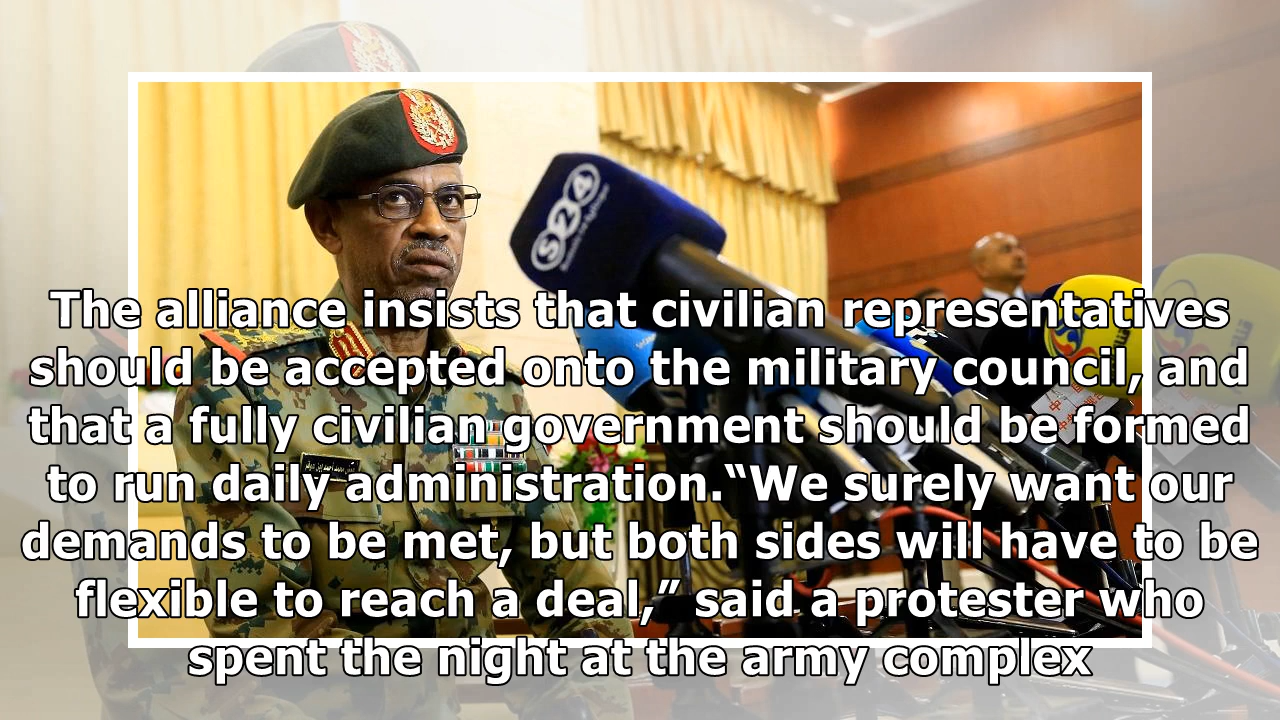 S24
The alliance insists that civilian representatives
should be accepted onto the military council, and
that a fully civilian government should be formed
to run daily administration.“We surely want our
demands to be met, but both sides will have to be
flexible to reach a deal,” said a protester who
spent the night at the army complex